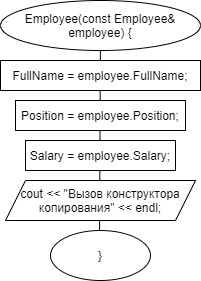 Employee(const Employee&
employee) {
FullName = employee.FullName;
Position = employee.Position;
Salary = employee.Salary;
cout << "Вызов конструктора
копирования" << endl;
}